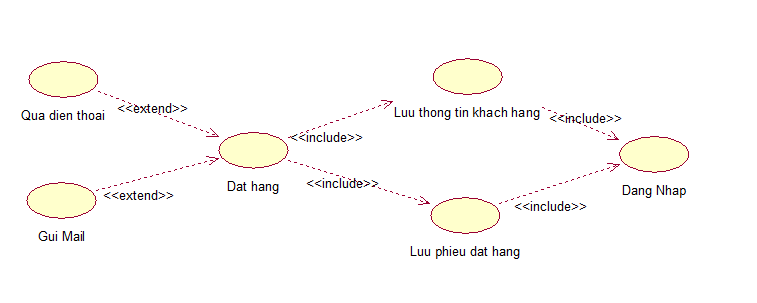 Qua dien thoai
<<extend>>
Gui Mail
<<extend>>
Dat hang
<<include>>
<<include>>
Luu thong tin khach hang
<<include>>
Luu phieu dat hang
<<include>>
Dang Nhap